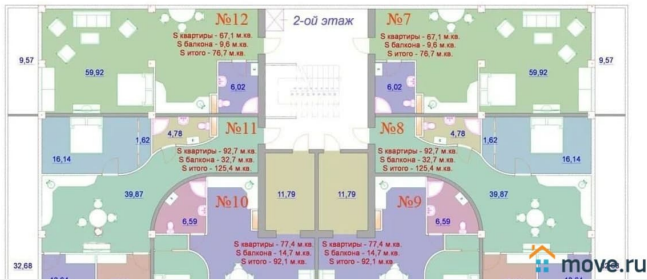 №12
2-ой этаж
№7
S квартиры - 67,1 м.кв.
S балкона - 9,6 м.кв.
S итого - 76,7 м.кв.
S квартиры - 67,1 м.кв.
S балкона - 9,6 м.кв.
S итого - 76,7 м.кв.
9,57
59,92
6,02
6,02
59,92
9,57
№11
№8
4,78
4,78
1,62
1,62
16,14
16,14
S квартиры - 92,7 м.кв.
S балкона - 32,7 м.кв.
S итого - 125,4 м.кв.
S квартиры - 92,7 м.кв.
S балкона - 32,7 м.кв.
S итого - 125,4 м.кв.
39,87
11,79
11,79
39,87
№10
№9
6,59
6,59
S квартиры - 77,4 м.кв.
S балкона - 14,7 м.кв.
S итого - 92,1 м.кв.
S квартиры - 77,4 м.кв.
S балкона - 14,7 м.кв.
S итого - 92,1 м.кв.
32,68
move.ru